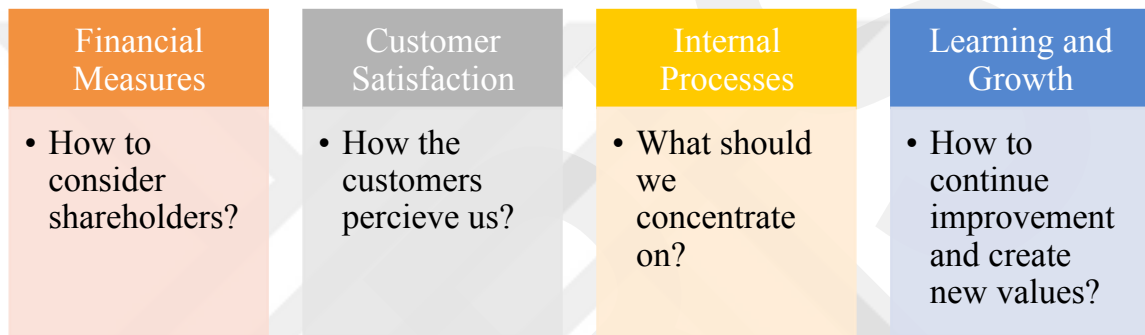 Financial
Measures
• How to
consider
shareholders?
Customer
Satisfaction
• How the
customers
percieve us?
Internal
Processes
• What should
we
concentrate
on?
Learning and
Growth
• How to
continue
improvement
and create
new values?